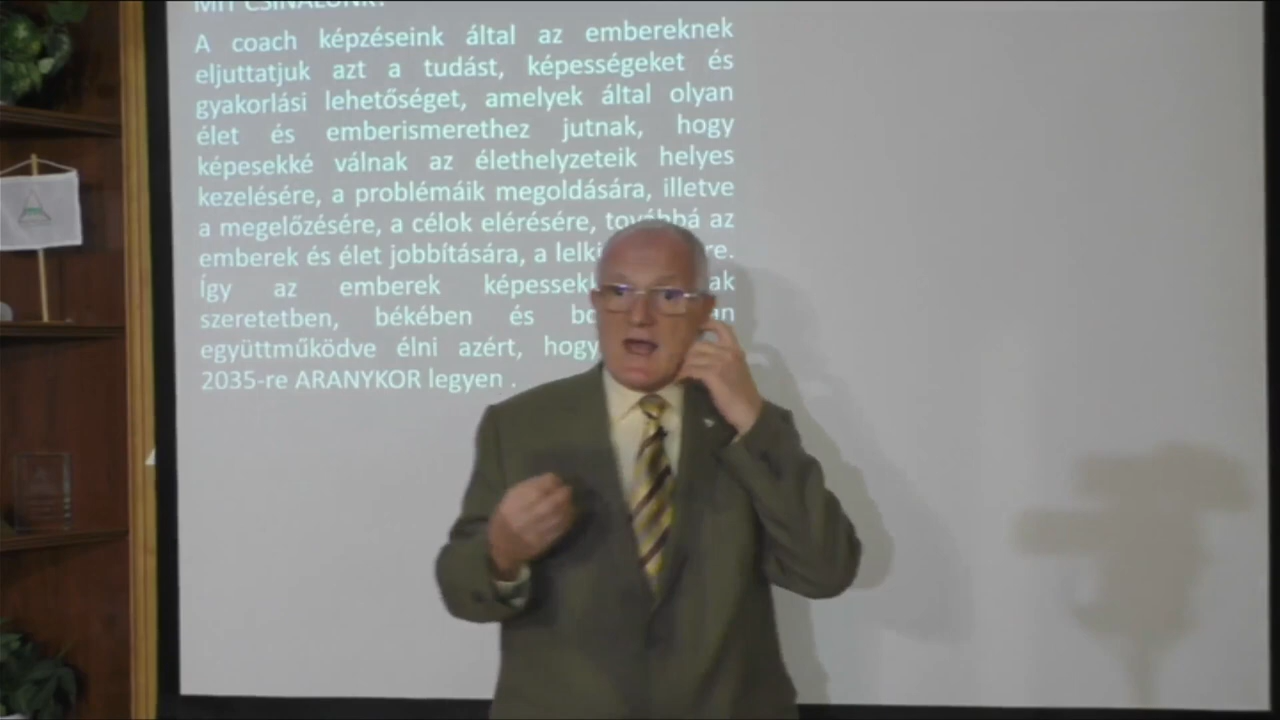 MIT CSINÁLUNK?
A coach képzéseink által az embereknek
eljuttatjuk azt a tudást, képességeket és
gyakorlási lehetőséget, amelyek által olyan
élet és emberismerethez jutnak, hogy
képesekké válnak az élethelyzeteik helyes
kezelésére, a problémáik megoldására, illetve
a megelőzésére, a célok elérésére, továbbá az
emberek és élet jobbítására, a lelki
Így az emberek
szeretetben, békében és
együttműködve élni azért, hogy
2035-re ARANYKOR legyen .